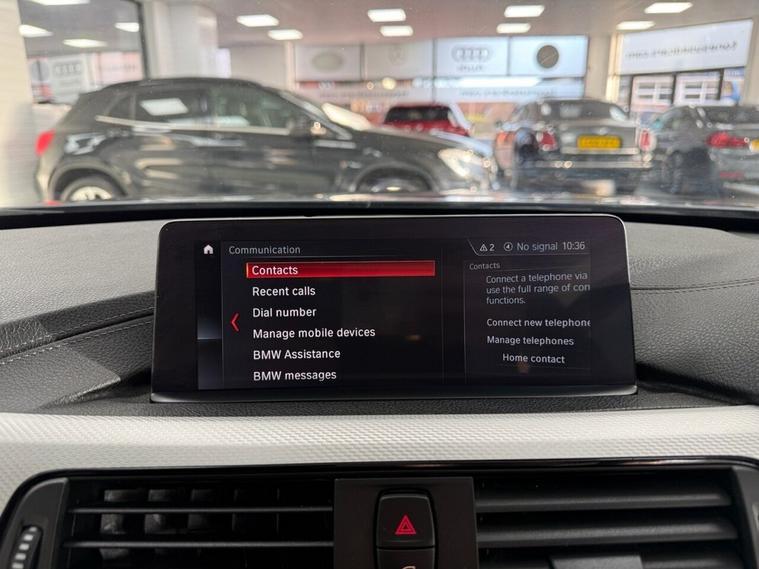 Communication
Contacts
Recent calls
Dial number
Manage mobile devices
BMW Assistance
BMW messages
2 No signal 10:36
Contacts
Connect a telephone via
use the full range of con
functions.
Connect new telephone
Manage telephones
Home contact